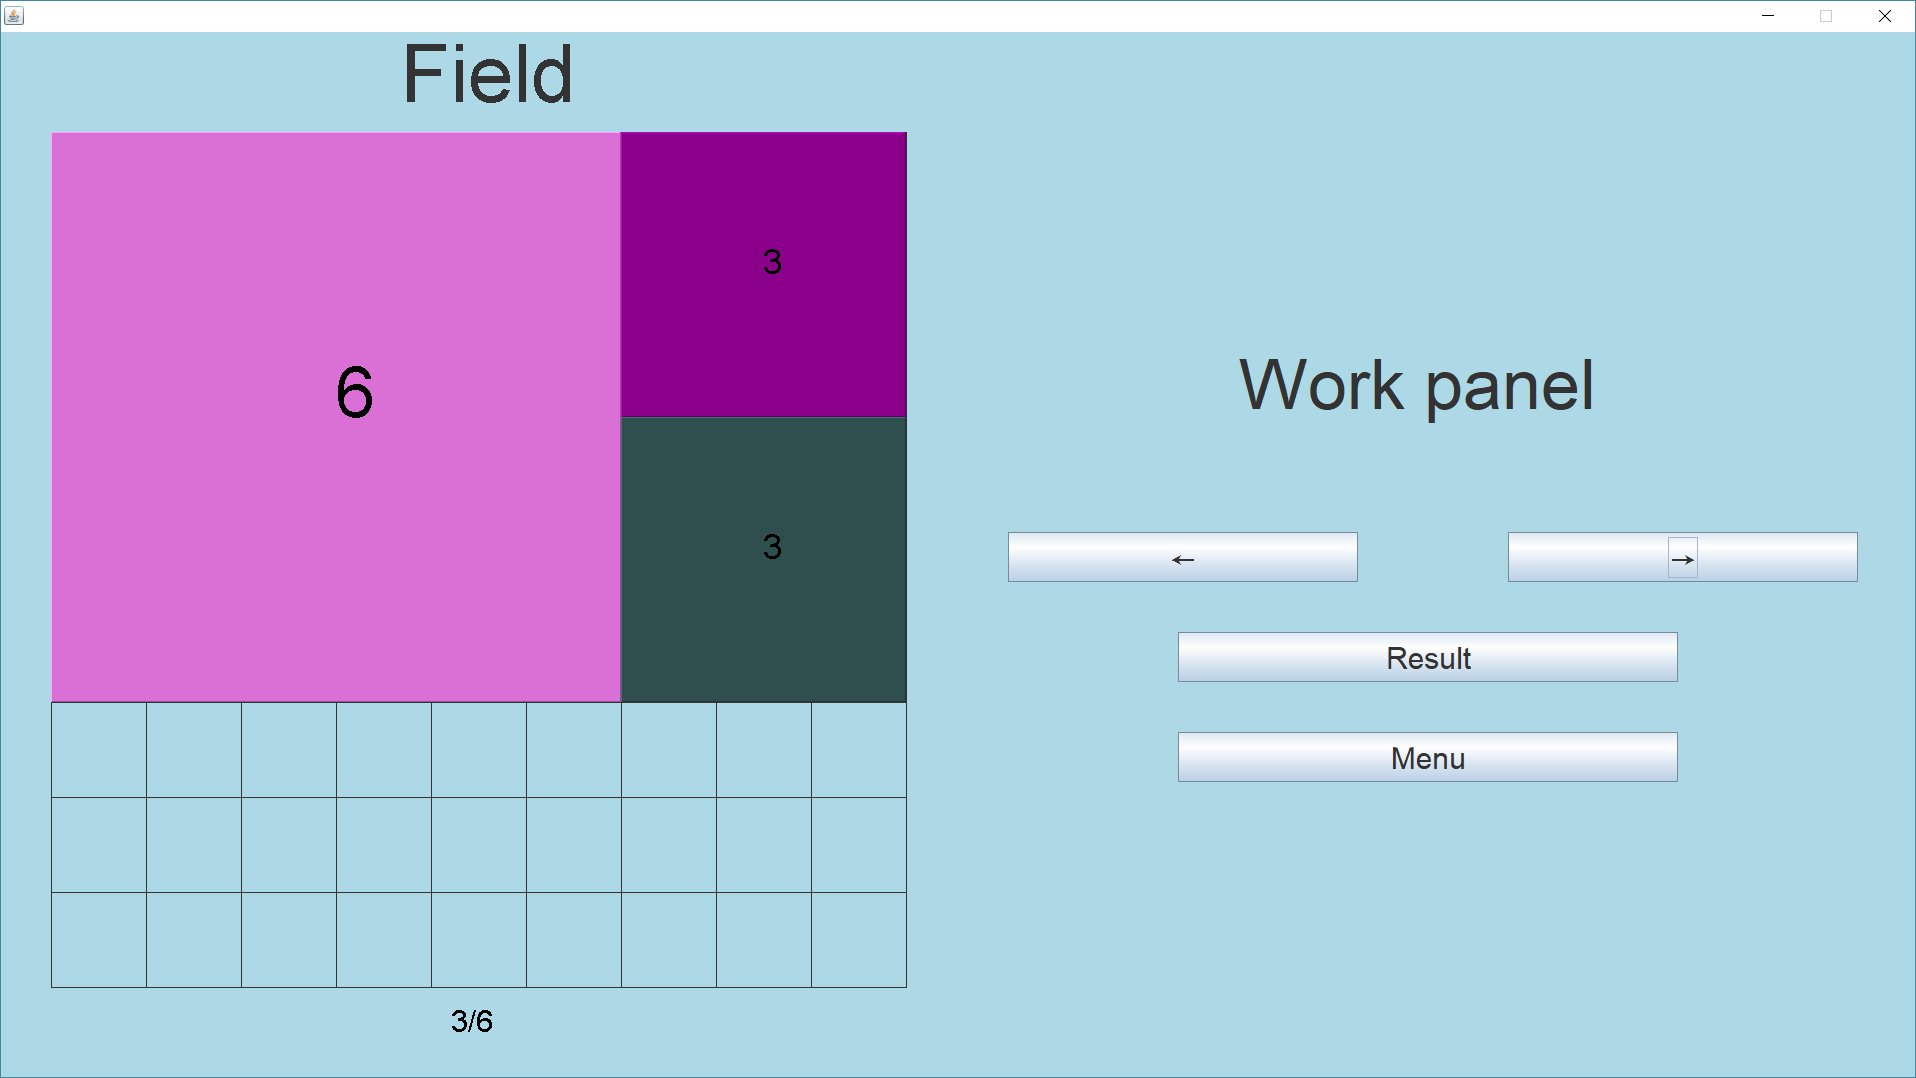 Field
6
3
3
3/6
Work panel
← →
Result
Menu